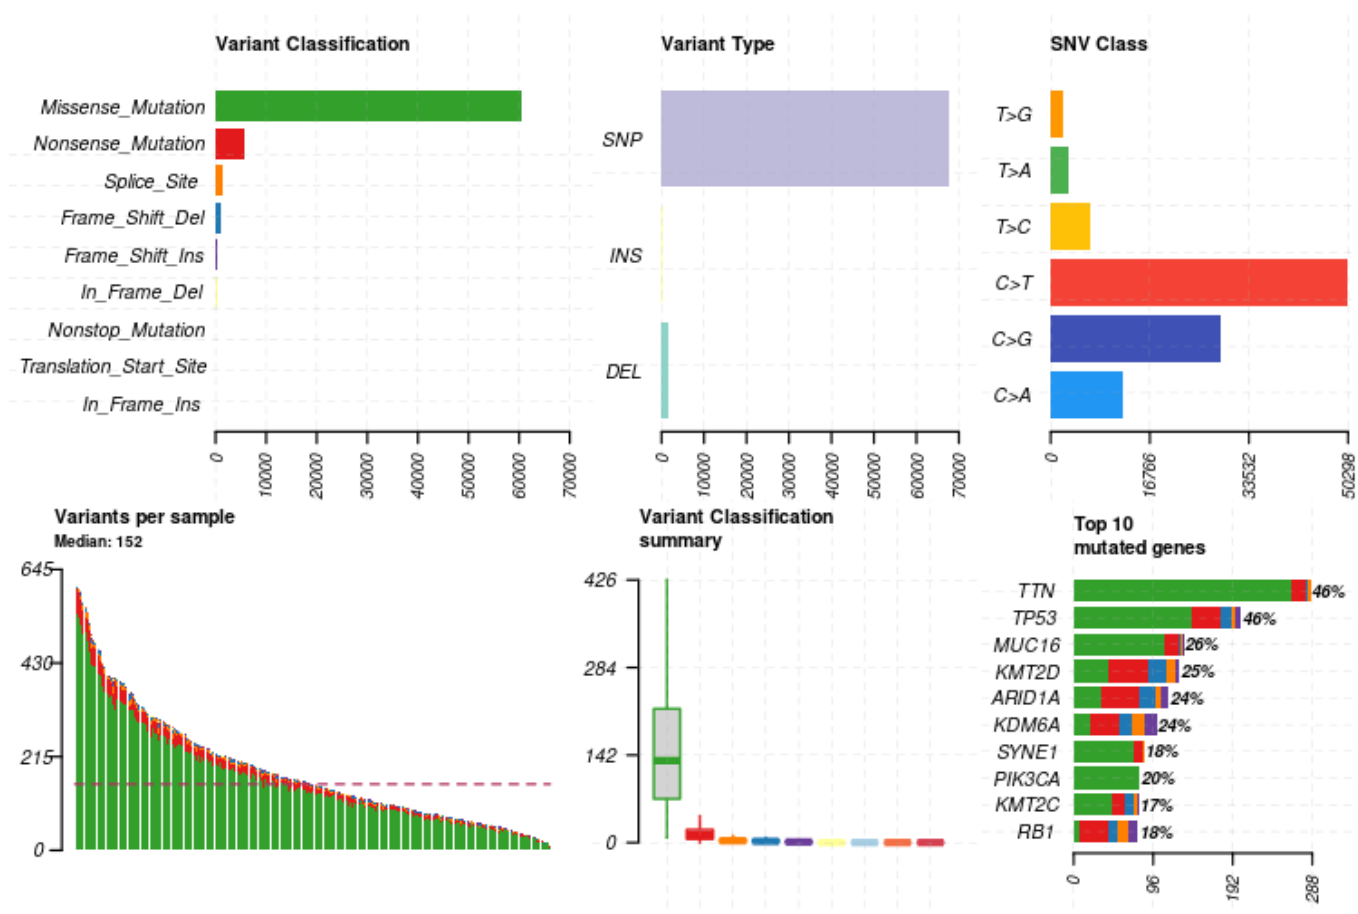 Variant Classification
Missense_Mutation
Nonsense_Mutation
Splice_Site
Frame_Shift_Del
Frame_Shift_Ins
In_Frame_Del
Nonstop_Mutation
Translation_Start_Site
In_Frame_Ins
0
10000
20000
30000
40000
50000
60000
70000
Variant Type
SNP
INS
DEL
0
10000
20000
30000
40000
50000
60000
70000
SNV Class
T>G
T>A
T>C
C>T
C>G
C>A
0
16766
33532
50298
Variants per sample
Median: 152
645
430
215
0
Variant Classification
summary
426
284
142
0
Top 10
mutated genes
TTN 46%
TP53 46%
MUC16 26%
KMT2D 25%
ARID1A 24%
KDM6A 24%
SYNE1 18%
PIK3CA 20%
KMT2C 17%
RB1 18%
0
96
192
288